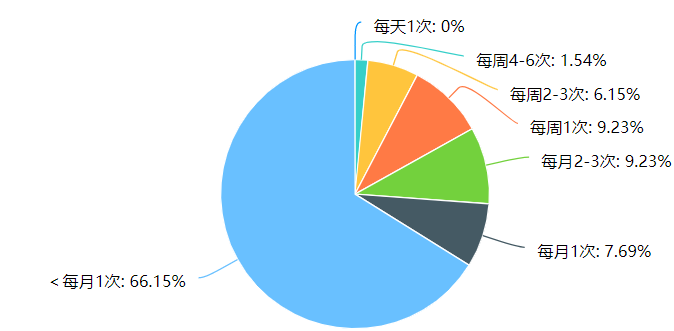 每天1次: 0%
每周4-6次: 1.54%
每周2-3次: 6.15%
每周1次: 9.23%
每月2-3次: 9.23%
每月1次: 7.69%
< 每月1次: 66.15%